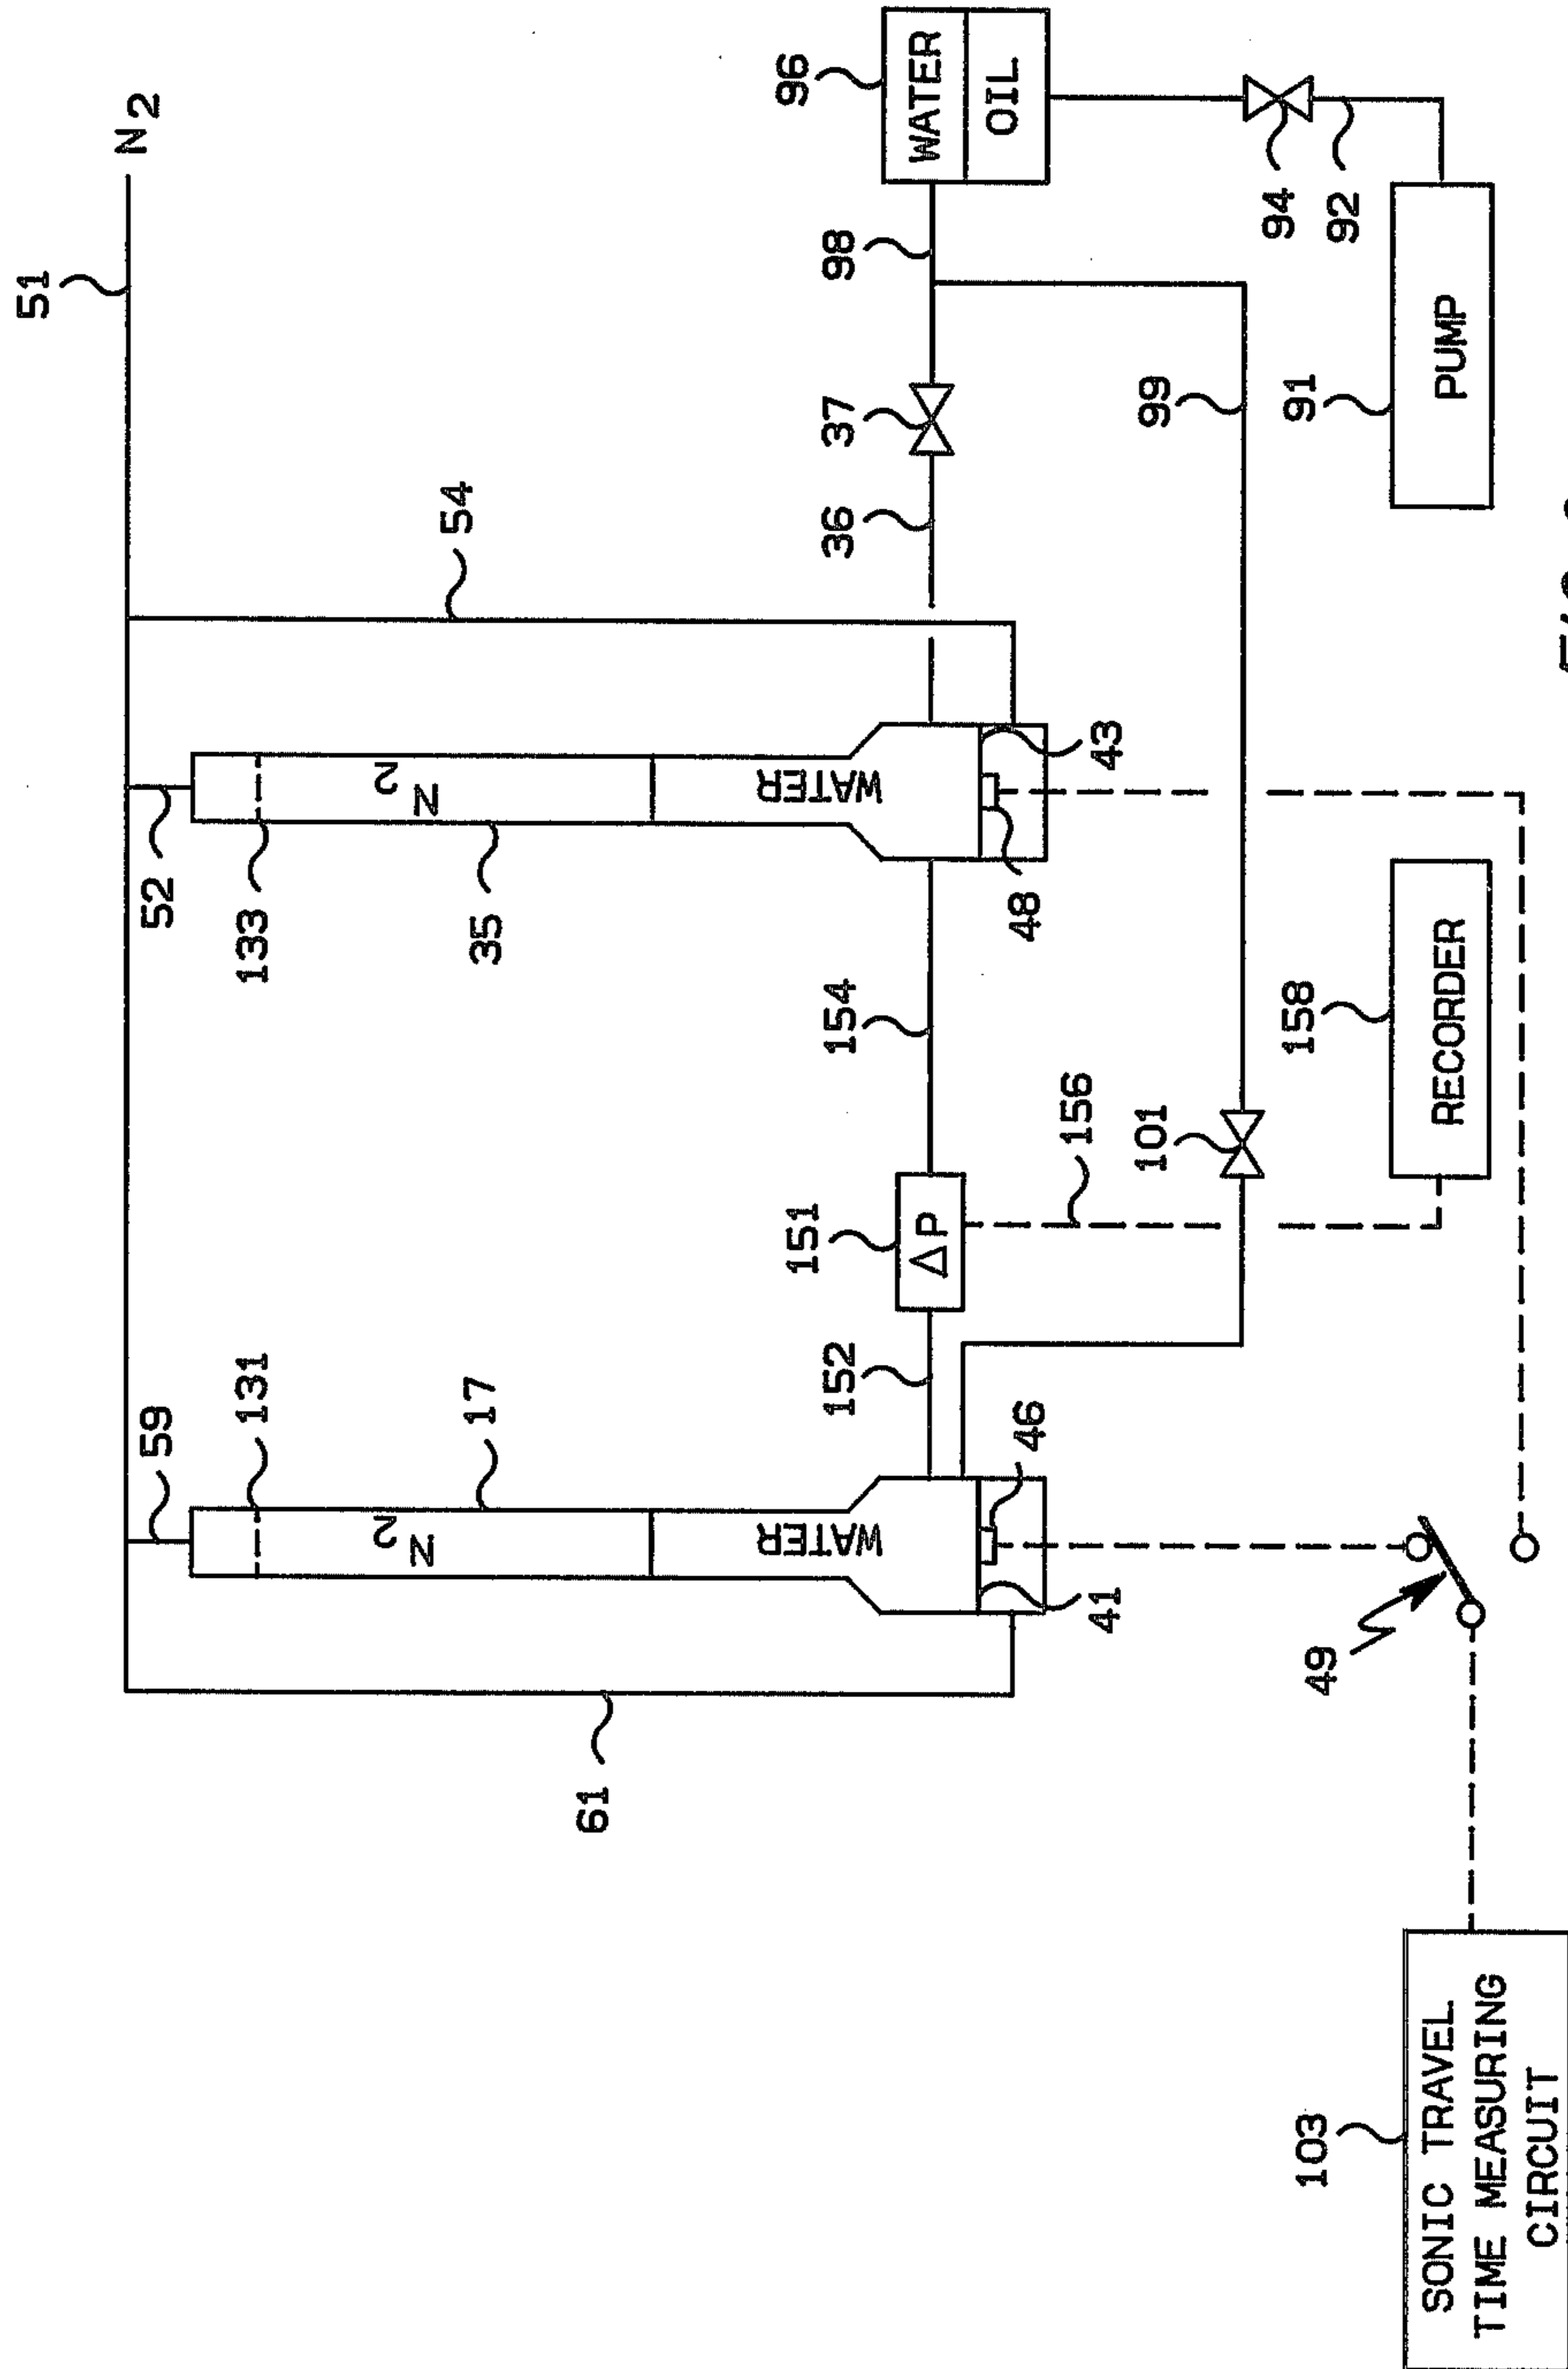 51
N2
59
52
54
131
133
17
N2
35
N2
61
96
WATER
OIL
WATER
WATER
152
151
ΔP
154
36
37
98
41
46
48
43
156
101
99
94
92
49
158
RECORDER
91
PUMP
103
SONIC TRAVEL
TIME MEASURING
CIRCUIT